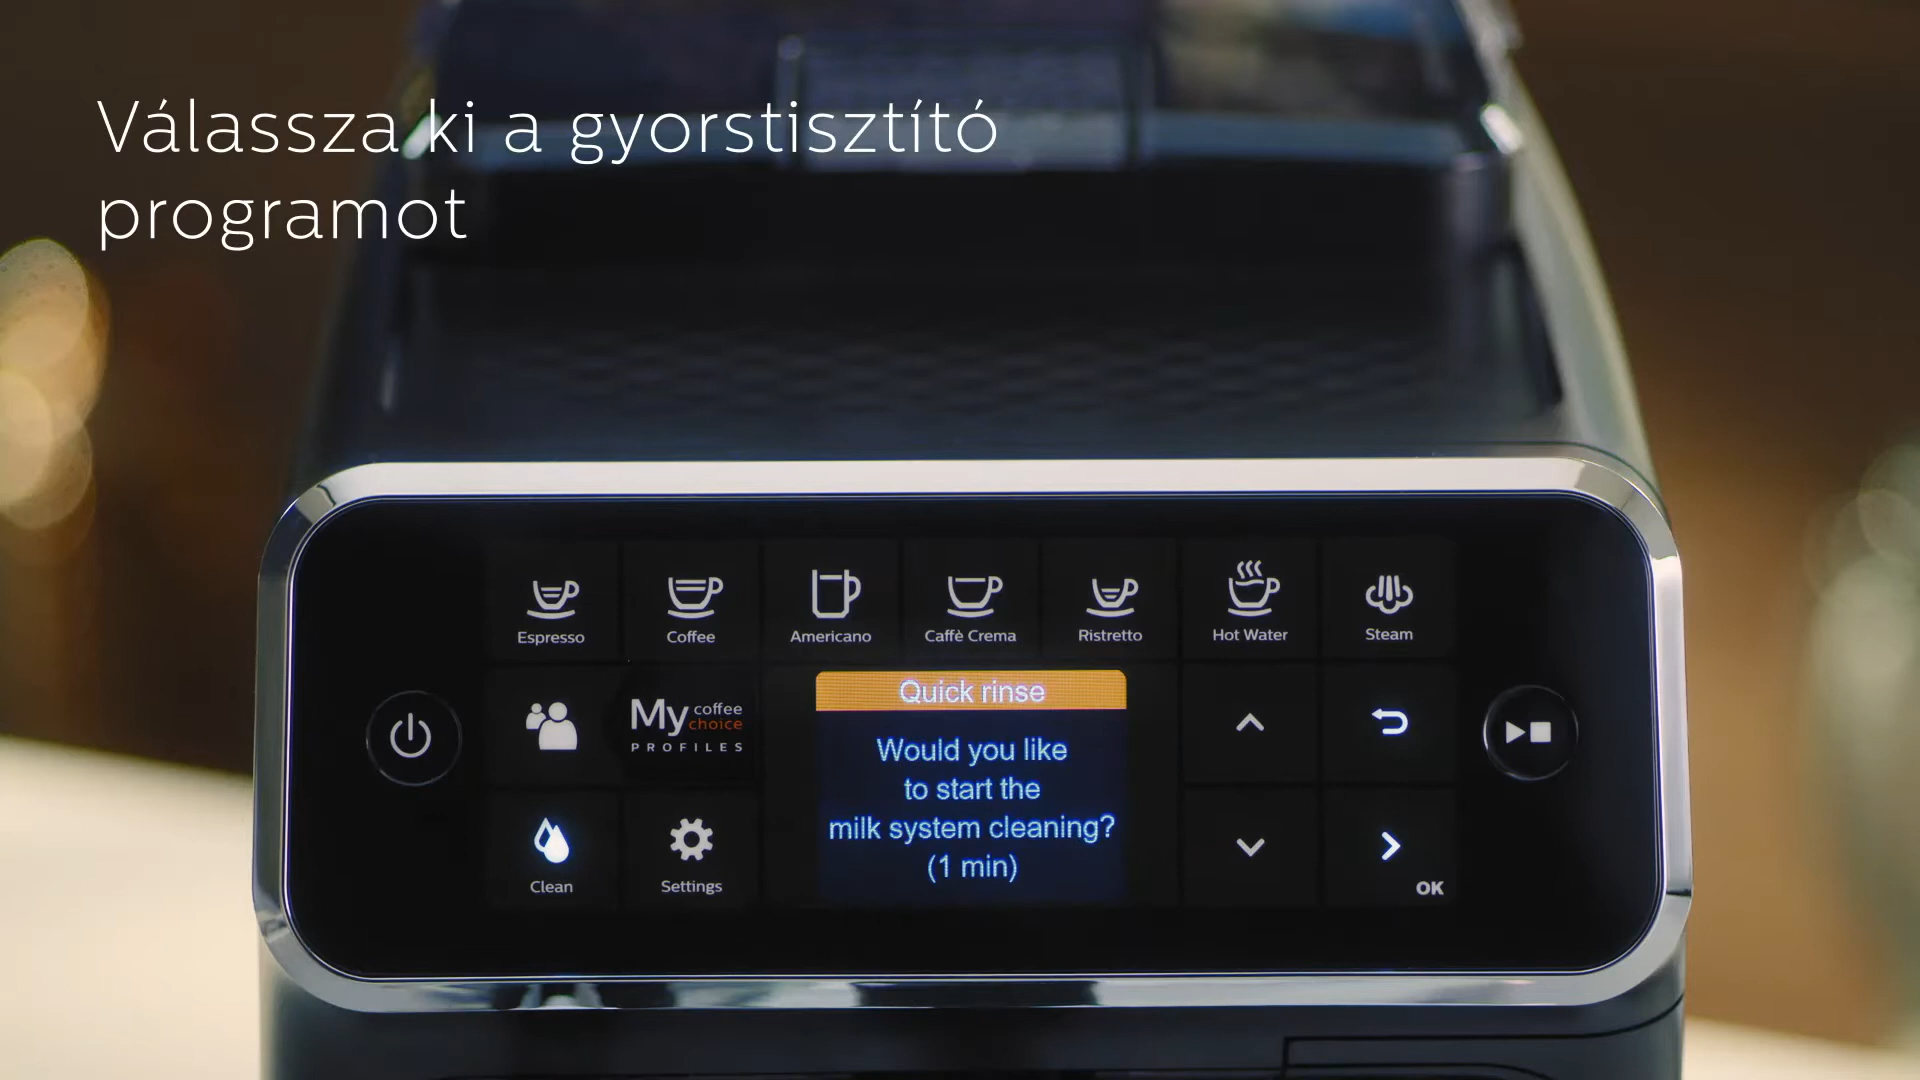 Válassza ki a gyorstisztító
programot
Espresso
Coffee
Americano
Caffè Crema
Ristretto
Hot Water
Steam
My coffee choice
PROFILES
Quick rinse
Would you like
to start the
milk system cleaning?
(1 min)
Clean
Settings
OK